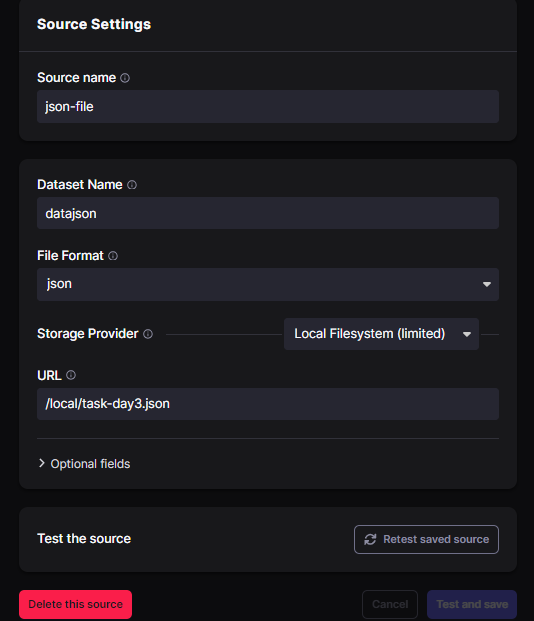 Source Settings
Source name
json-file
Dataset Name
datajson
File Format
json
Storage Provider
Local Filesystem (limited)
URL
/local/task-day3.json
Optional fields
Test the source
Retest saved source
Delete this source
Cancel
Test and save